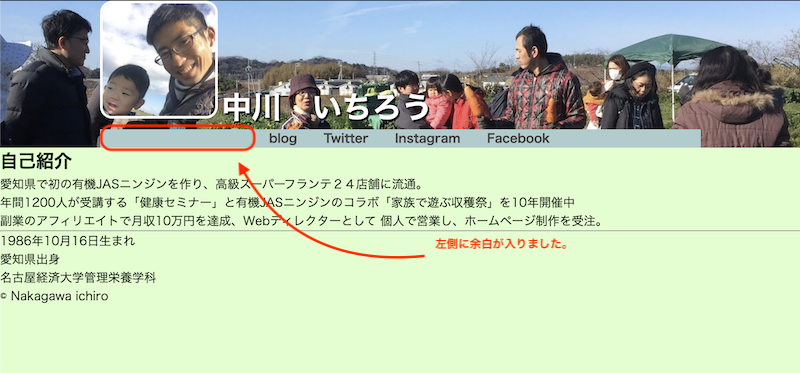 中川 いちろう
blog Twitter Instagram Facebook
自己紹介
愛知県で初の有機JASニンジンを作り、高級スーパーフランテ２４店舗に流通。
年間1200人が受講する「健康セミナー」と有機JASニンジンのコラボ「家族で遊ぶ収穫祭」を10年開催中
副業のアフィリエイトで月収10万円を達成、Webディレクターとして 個人で営業し、ホームページ制作を受注。
左側に余白が入りました。
1986年10月16日生まれ
愛知県出身
名古屋経済大学管理栄養学科
© Nakagawa ichiro